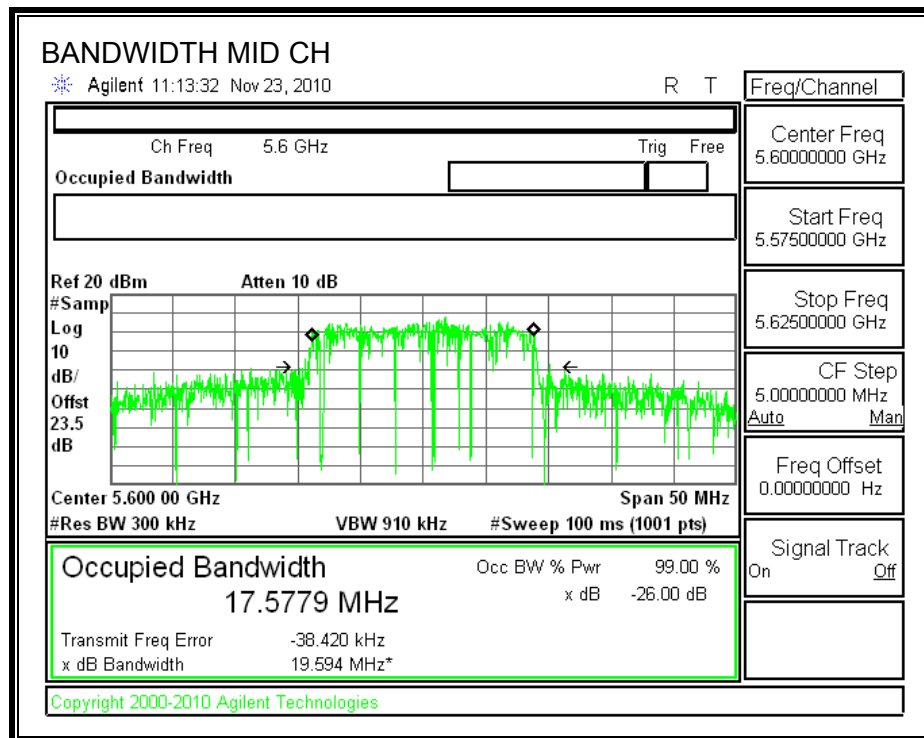 BANDWIDTH MID CH
Agilent 11:13:32 Nov 23, 2010 R T
Freq/Channel
Ch Freq 5.6 GHz Trig Free
Occupied Bandwidth
Center Freq
5.60000000 GHz
Start Freq
5.57500000 GHz
Stop Freq
5.62500000 GHz
CF Step
5.00000000 MHz
Auto Man
Freq Offset
0.00000000 Hz
Signal Track
On Off
Ref 20 dBm Atten 10 dB
#Samp
Log
10
dB/
Offst
23.5
dB
Center 5.600 00 GHz Span 50 MHz
#Res BW 300 kHz VBW 910 kHz #Sweep 100 ms (1001 pts)
Occupied Bandwidth Occ BW % Pwr 99.00 %
17.5779 MHz x dB -26.00 dB
Transmit Freq Error -38.420 kHz
x dB Bandwidth 19.594 MHz*
Copyright 2000-2010 Agilent Technologies